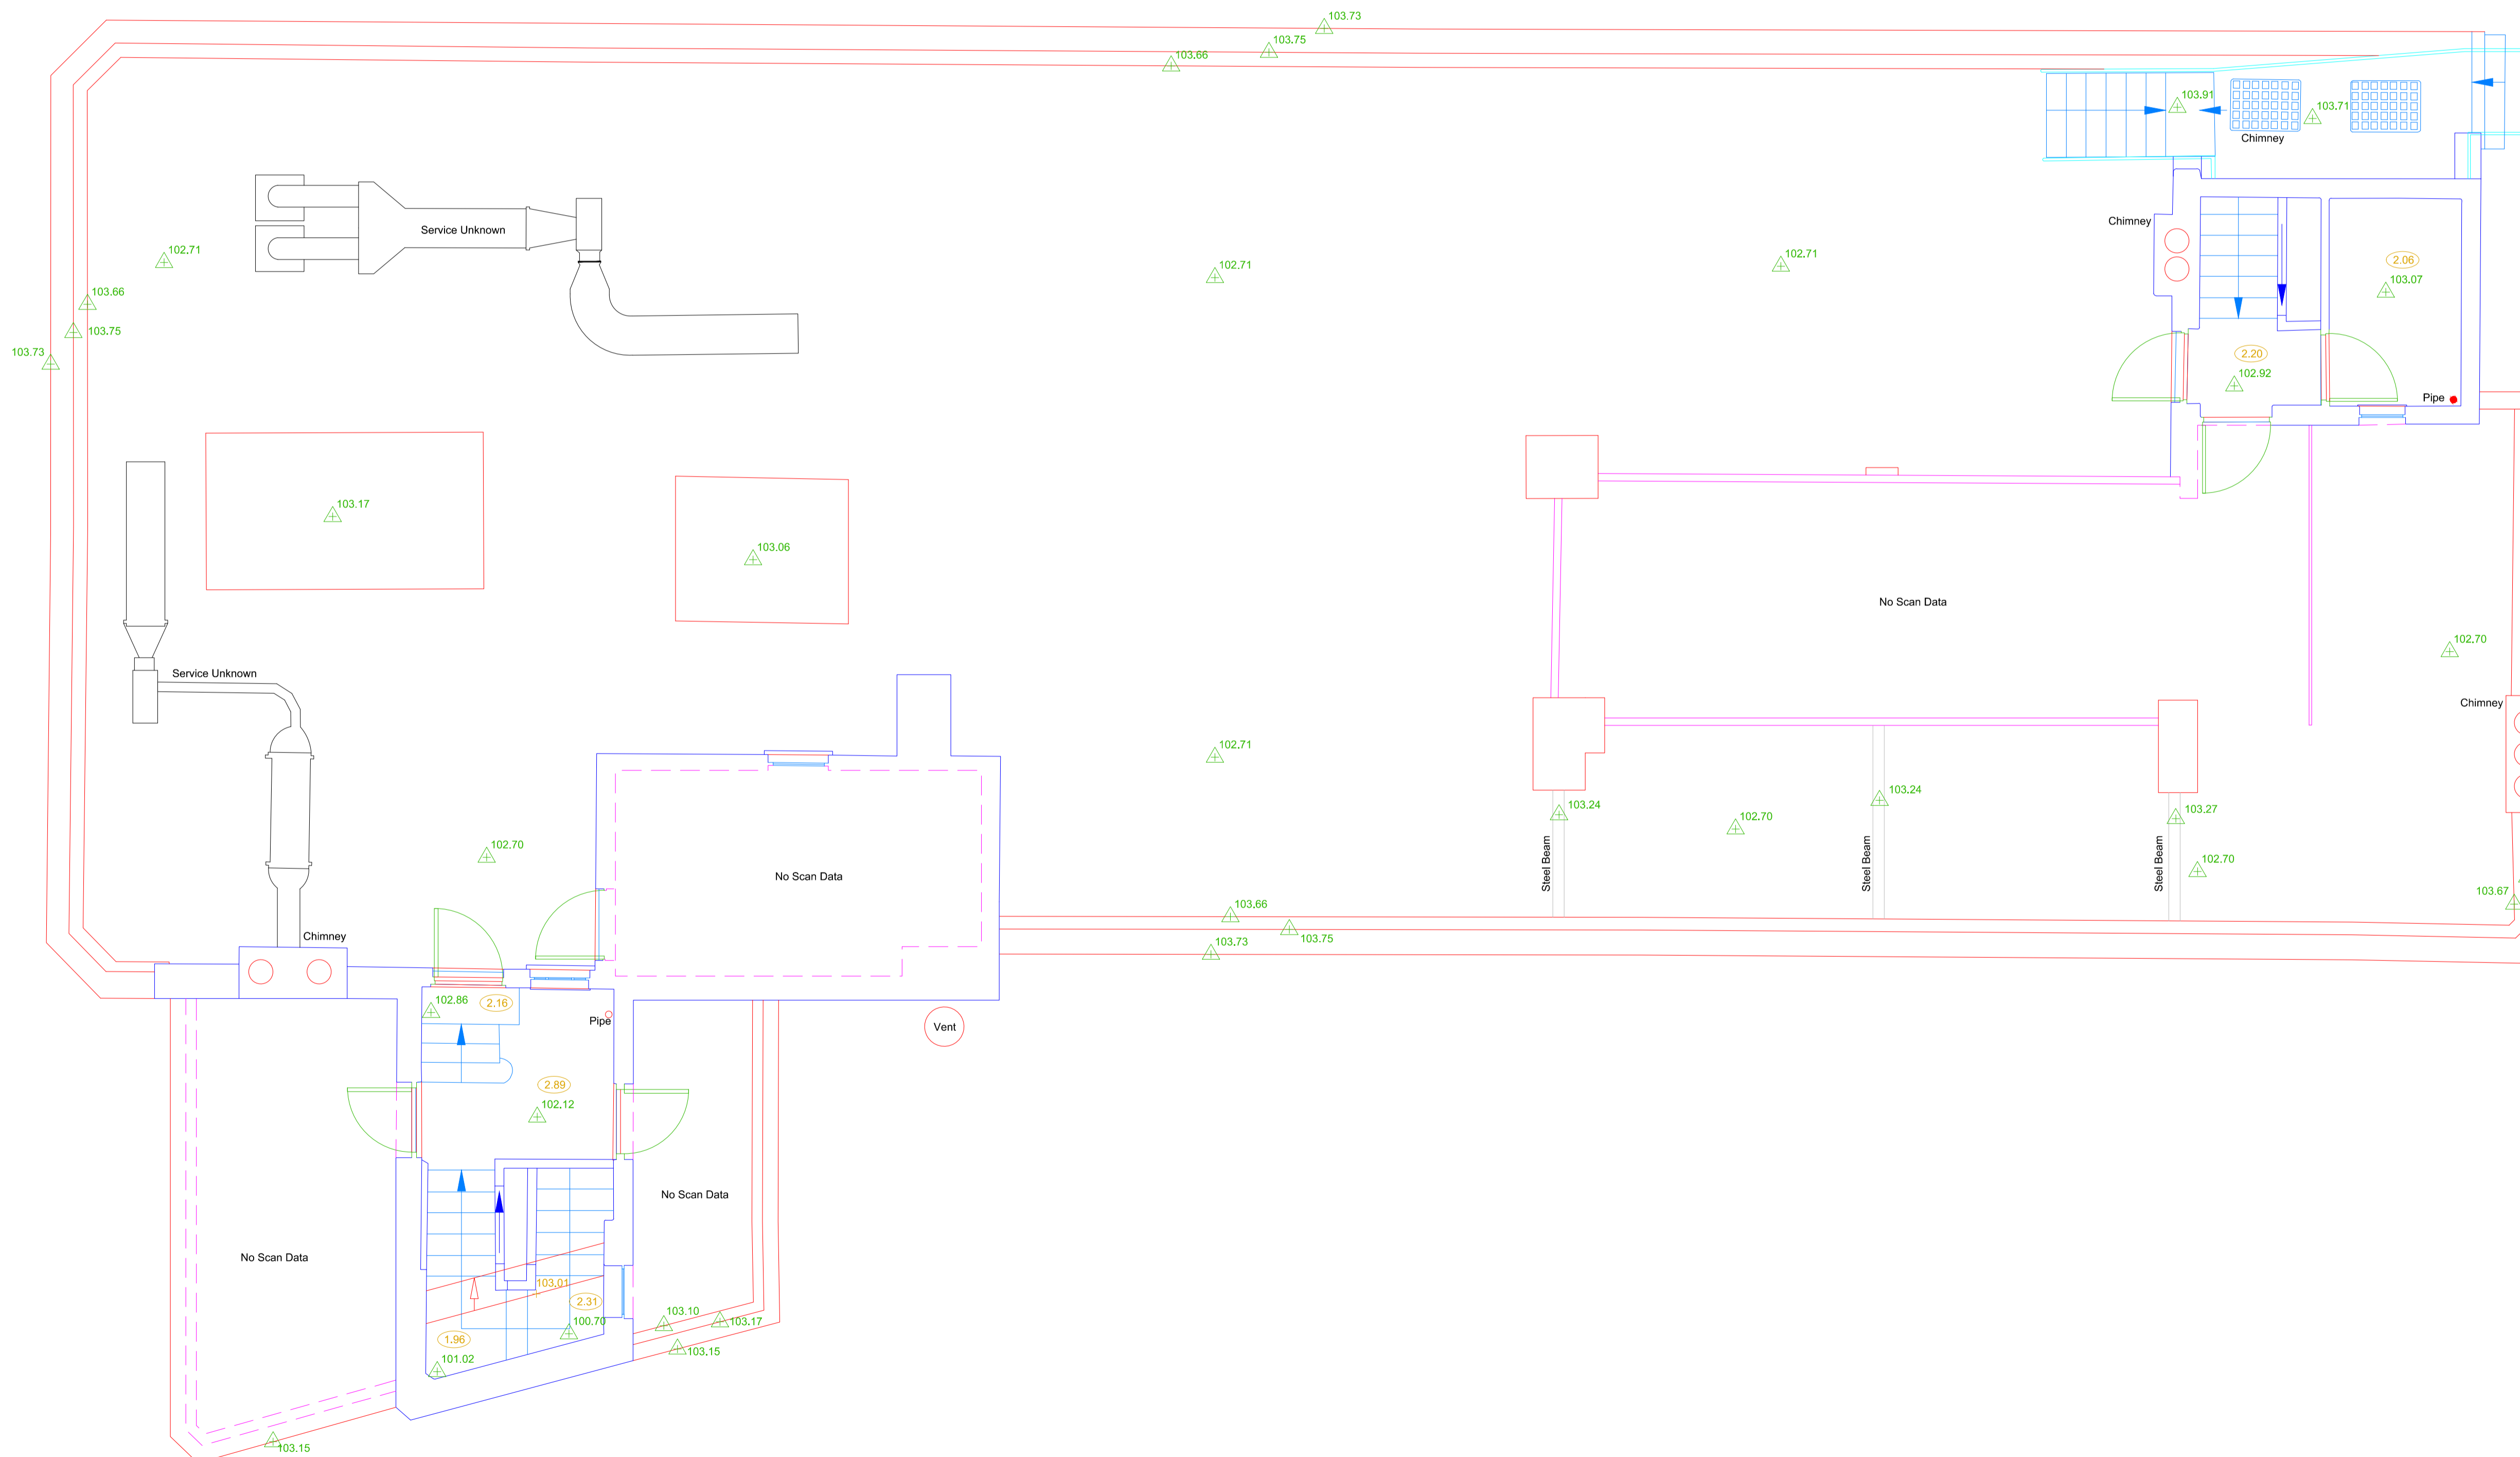 103.73
103.75
103.66
103.91
103.71
Chimney
Chimney
Service Unknown
102.71
102.71
102.71
2.06
103.07
103.66
103.75
103.73
2.20
102.92
Pipe
103.17
103.06
No Scan Data
102.70
Service Unknown
Chimney
102.71
103.24
103.24
103.27
102.70
102.70
102.70
Steel Beam
Steel Beam
Steel Beam
No Scan Data
103.67
103.66
103.75
103.73
Chimney
102.86
2.16
Pipe
Vent
2.89
102.12
No Scan Data
No Scan Data
103.01
2.31
100.70
103.10
103.17
103.15
1.96
101.02
103.15